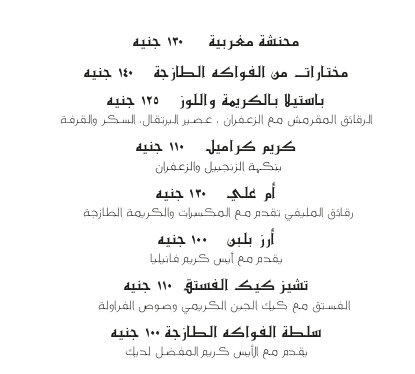 محنشة مغربية ١٣٠ جنيه
مختارات من الفواكه الطازجة ١٤٠ جنيه
باستيلا بالكريمة واللوز ١٢٥ جنيه
الرقائق المقرمش مع الزعفران ، عصير البرتقال، السكر والقرفة
كريم كراميل ١١٠ جنيه
بنكهة الزنجبيل والزعفران
أم علي ١٣٠ جنيه
رقائق المليفي تقدم مع المكسرات والكريمة الطازجة
أرز بلبن ١٠٠ جنيه
يقدم مع أيس كريم فانيليا
تشيز كيك الفستق ١١٠ جنيه
الفستق مع كيك الجبن الكريمي وصوص الفراولة
سلطة الفواكه الطازجة ١٠٠ جنيه
يقدم مع الآيس كريم المفضل لديك